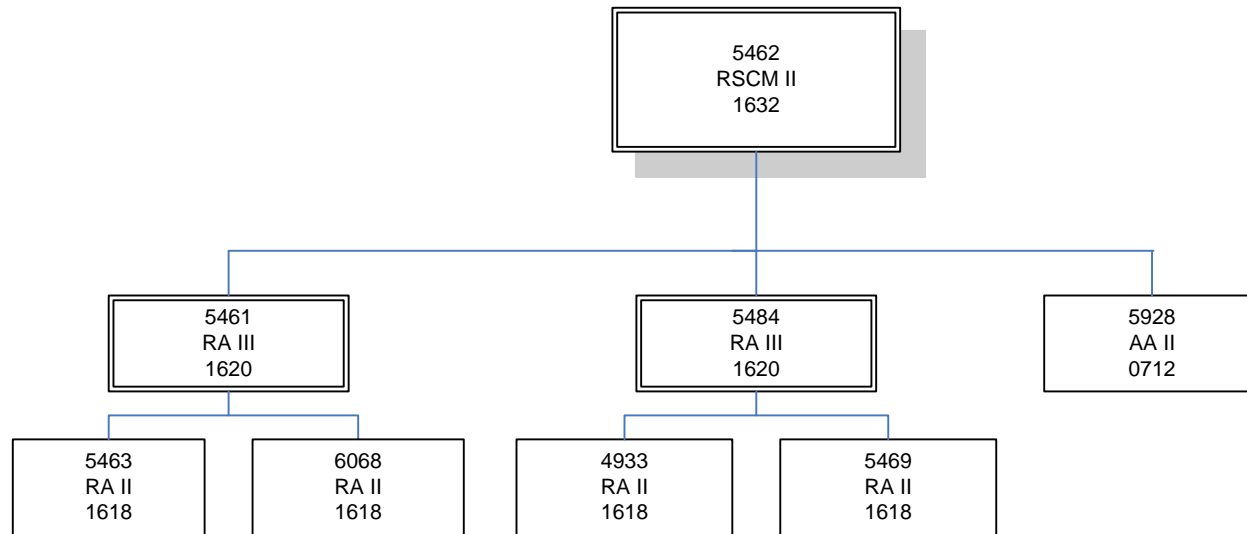 5462
RSCM II
1632
5461
RA III
1620
5484
RA III
1620
5928
AA II
0712
5463
RA II
1618
6068
RA II
1618
4933
RA II
1618
5469
RA II
1618